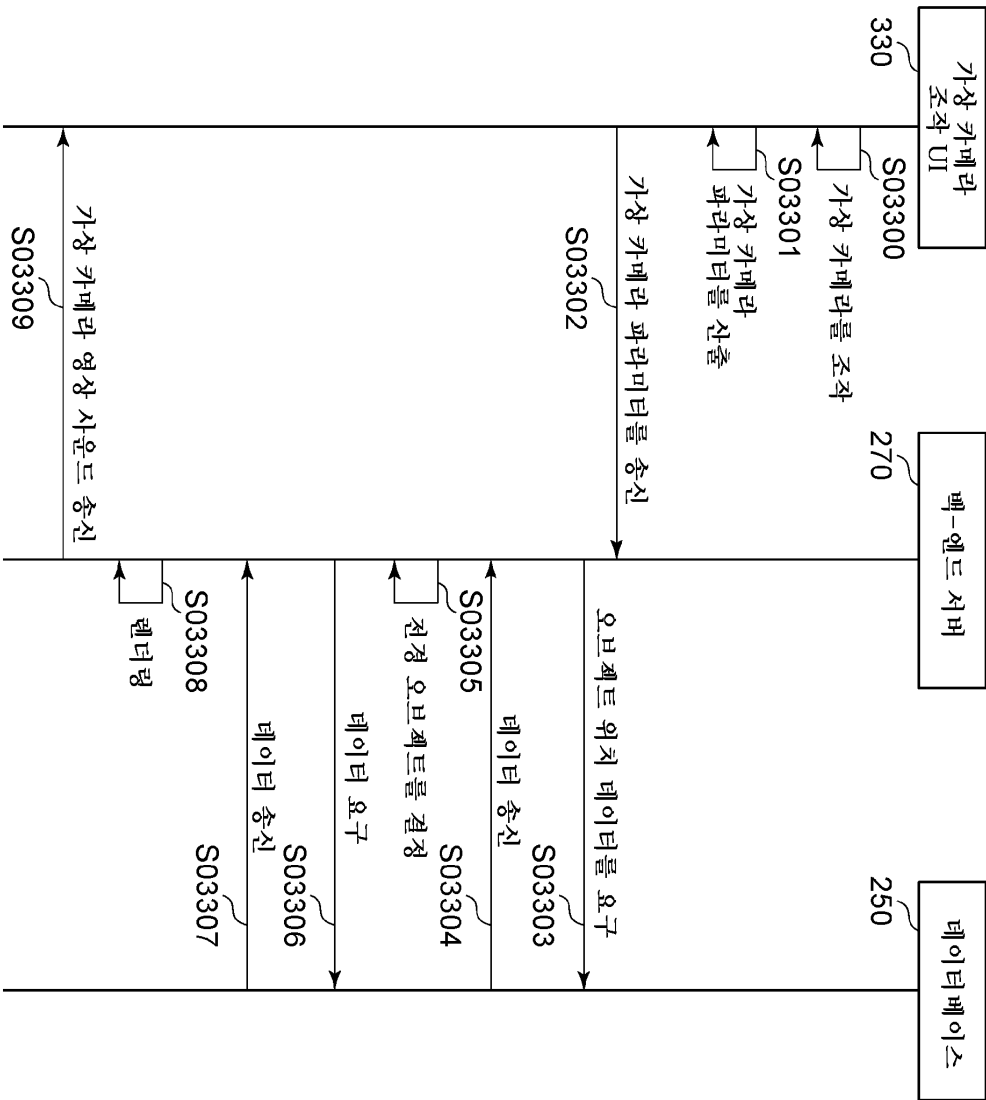 가상 카메라
조작 UI
330
백-엔드 서버
270
데이터베이스
250
S03300
가상 카메라를 조작
S03301
가상 카메라
파라미터를 산출
가상 카메라 파라미터를 송신
S03302
오브젝트 위치 데이터를 요구
S03303
데이터 송신
S03304
S03305
전경 오브젝트를 결정
데이터 요구
S03306
데이터 송신
S03307
S03308
렌더링
가상 카메라 영상 사운드 송신
S03309